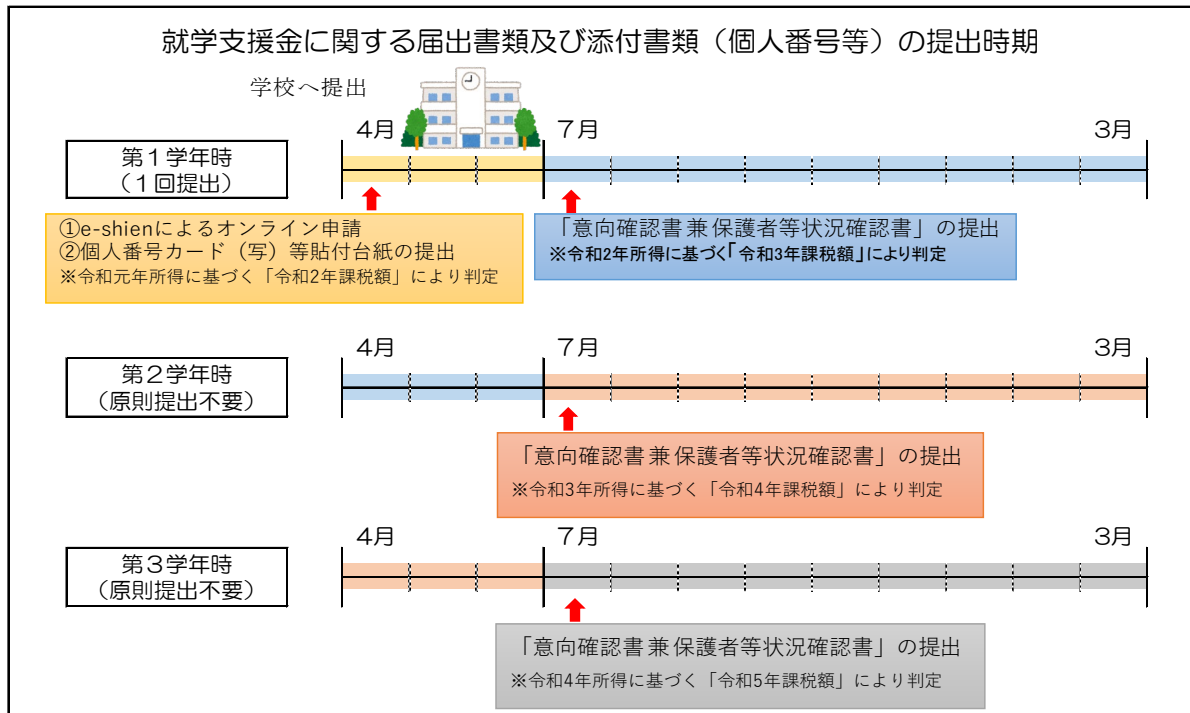 就学支援金に関する届出書類及び添付書類（個人番号等）の提出時期
学校へ提出
4月
7月
3月
第１学年時
（１回提出）
①e-shienによるオンライン申請
②個人番号カード（写）等貼付台紙の提出
※令和元年所得に基づく「令和2年課税額」により判定
「意向確認書兼保護者等状況確認書」の提出
※令和2年所得に基づく「令和3年課税額」により判定
4月
7月
3月
第２学年時
（原則提出不要）
「意向確認書兼保護者等状況確認書」の提出
※令和3年所得に基づく「令和4年課税額」により判定
4月
7月
3月
第３学年時
（原則提出不要）
「意向確認書兼保護者等状況確認書」の提出
※令和4年所得に基づく「令和5年課税額」により判定